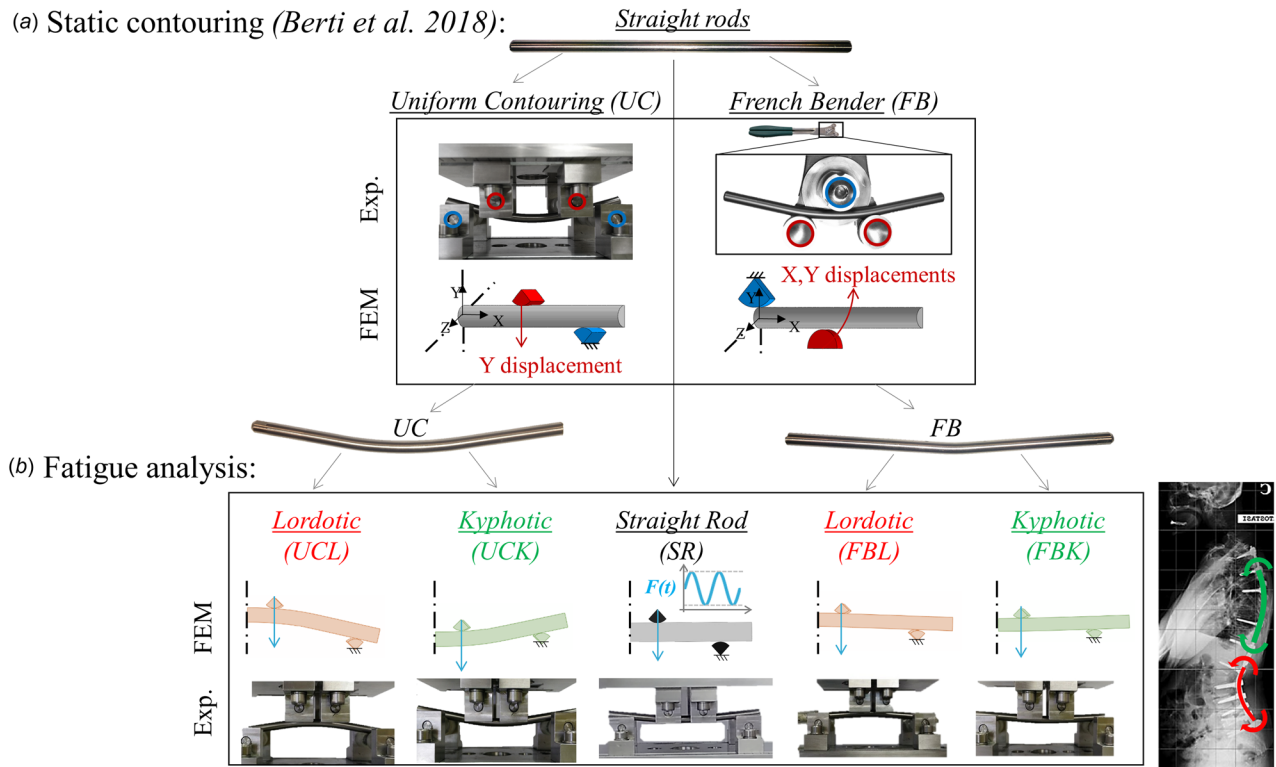 (a) Static contouring (Berti et al. 2018):
Straight rods
Uniform Contouring (UC)
French Bender (FB)
Exp.
FEM
Y
Z
X
Y displacement
X,Y displacements
Y
Z
X
UC
FB
(b) Fatigue analysis:
Lordotic
(UCL)
Kyphotic
(UCK)
Straight Rod
(SR)
Lordotic
(FBL)
Kyphotic
(FBK)
F(t)
FEM
Exp.